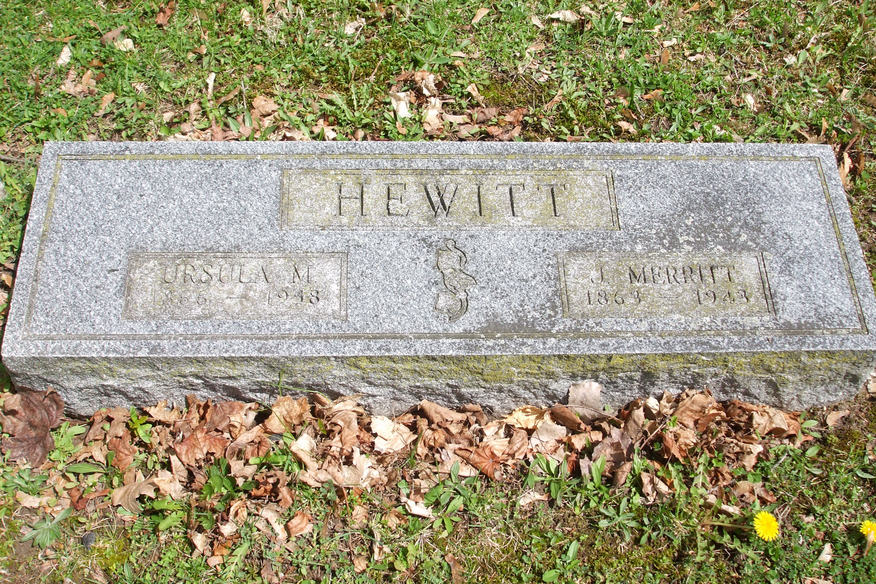 HEWITT
URSULA M.
1948
J. MERRITT
1863 - 1943